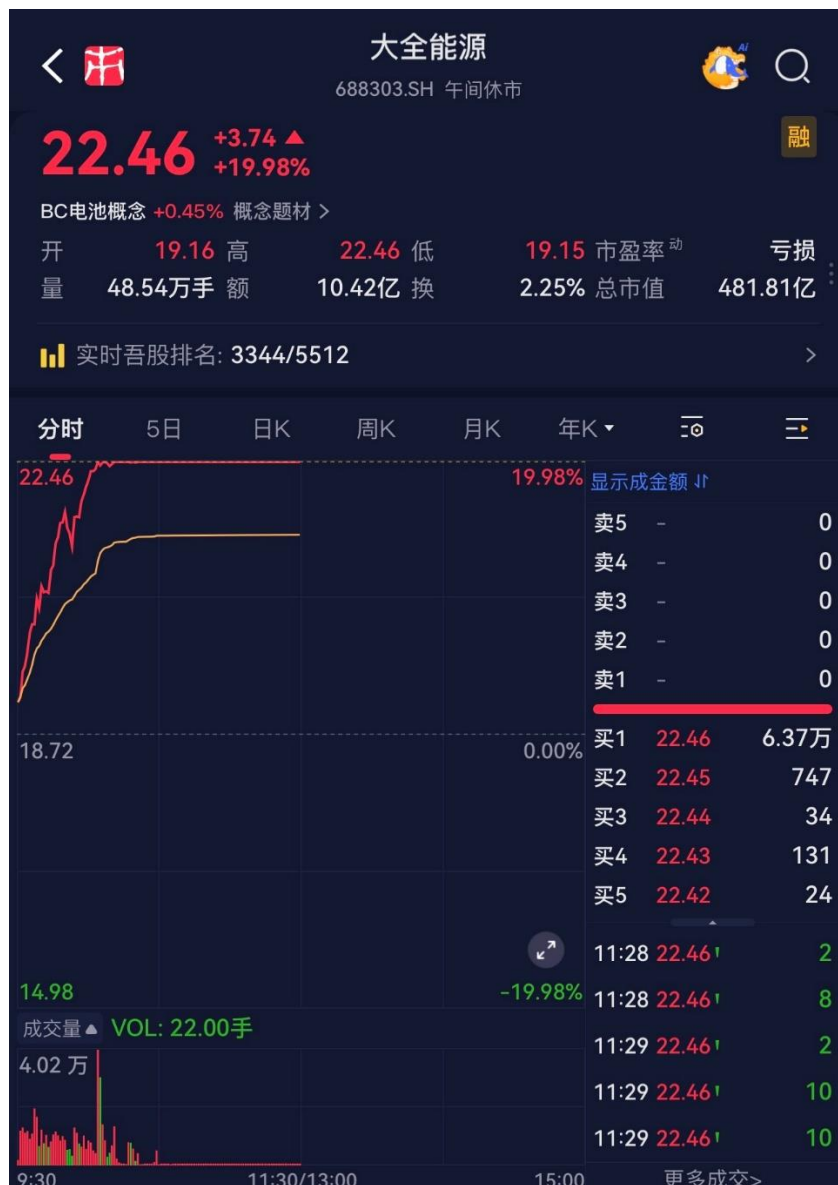 大全能源
688303.SH 午间休市
22.46 +3.74 ▲
+19.98%
融
BC电池概念 +0.45% 概念题材 >
开 19.16 高 22.46 低 19.15 市盈率 动 亏损
量 48.54万手 额 10.42亿 换 2.25% 总市值 481.81亿
实时吾股排名: 3344/5512 >
分时 5日 日K 周K 月K 年K
22.46 19.98%
18.72 0.00%
14.98 -19.98%
成交量 VOL: 22.00手
4.02 万
9:30 11:30/13:00 15:00
显示成金额
卖5 - 0
卖4 - 0
卖3 - 0
卖2 - 0
卖1 - 0
买1 22.46 6.37万
买2 22.45 747
买3 22.44 34
买4 22.43 131
买5 22.42 24
11:28 22.46 2
11:28 22.46 8
11:29 22.46 2
11:29 22.46 10
11:29 22.46 10
更多成交>